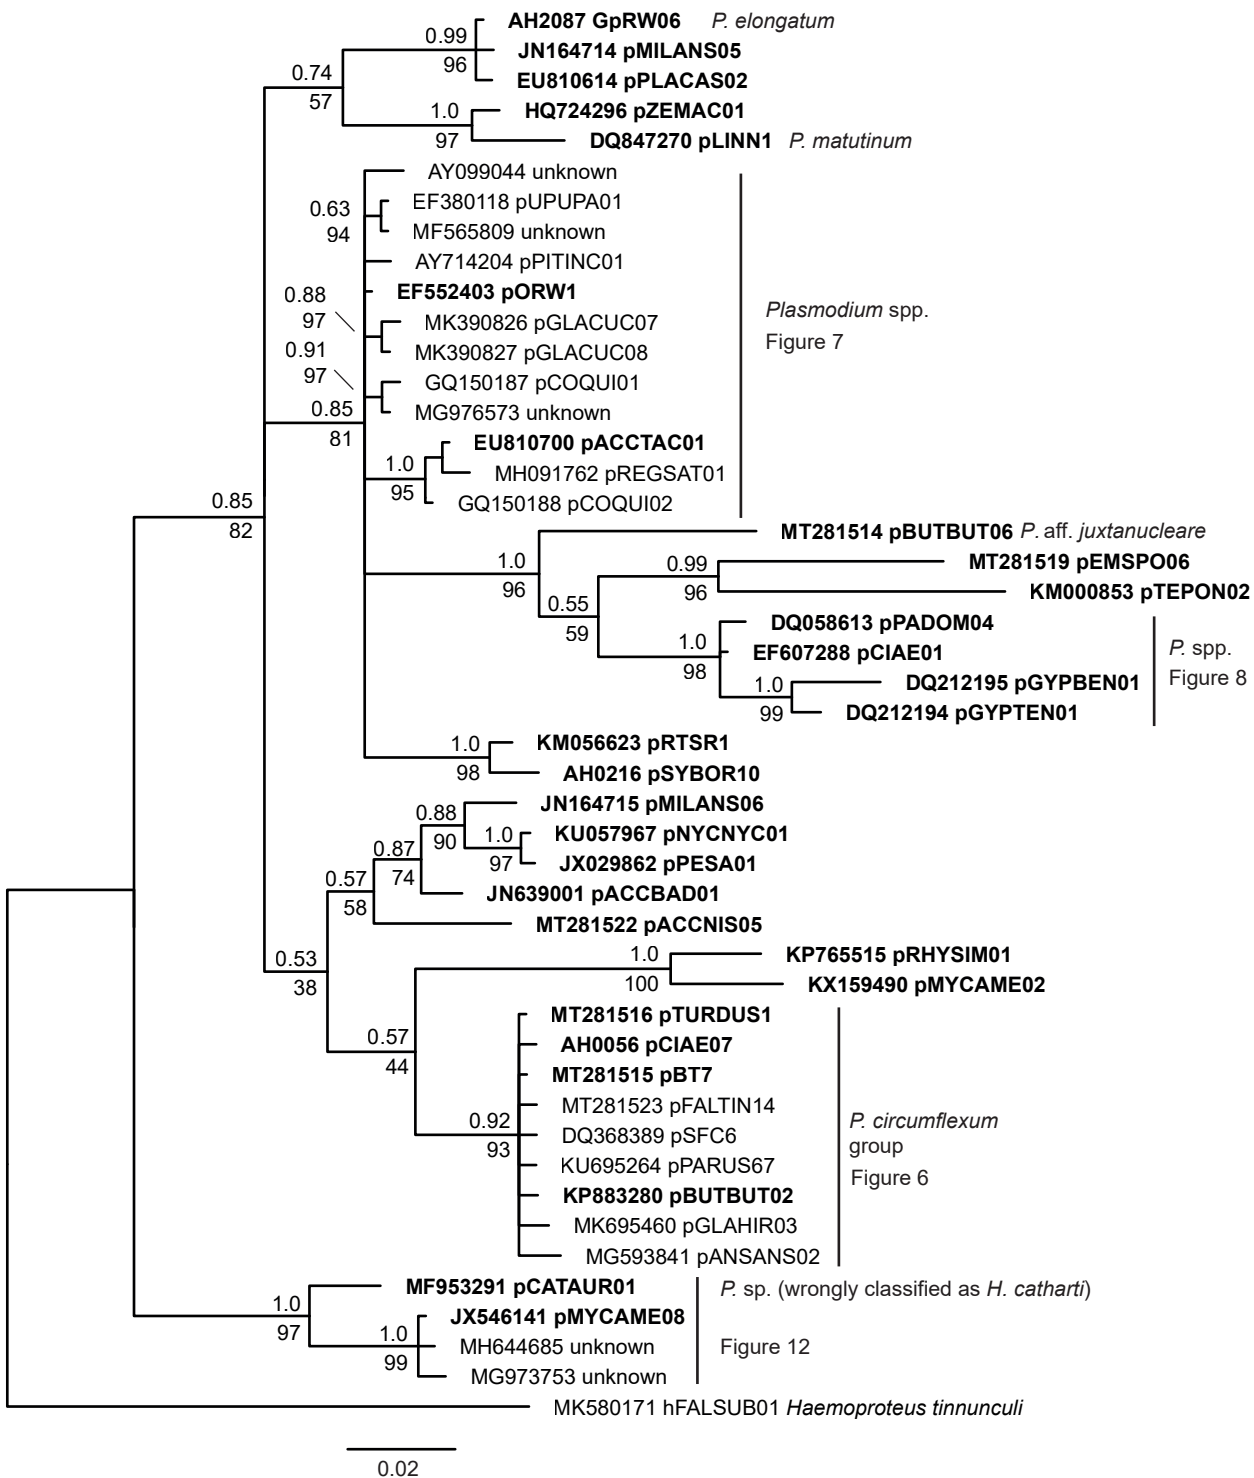 AH2087 GpRW06 P. elongatum
0.99
JN164714 pMILANS05
96
0.74
EU810614 pPLACAS02
57
1.0
HQ724296 pZEMAC01
97
DQ847270 pLINN1 P. matutinum
AY099044 unknown
EF380118 pUPUPA01
0.63
94
MF565809 unknown
AY714204 pPITINC01
EF552403 pORW1
0.88
97
MK390826 pGLACUC07
Plasmodium spp.
Figure 7
0.91
97
MK390827 pGLACUC08
GQ150187 pCOQUI01
0.85
81
MG976573 unknown
EU810700 pACCTAC01
1.0
95
MH091762 pREGSAT01
GQ150188 pCOQUI02
0.85
82
MT281514 pBUTBUT06 P. aff. juxtanucleare
1.0
96
0.99
96
MT281519 pEMSPO06
KM000853 pTEPON02
0.55
59
DQ058613 pPADOM04
1.0
98
EF607288 pCIAE01
P. spp.
Figure 8
1.0
99
DQ212195 pGYPBEN01
DQ212194 pGYPTEN01
1.0
98
KM056623 pRTSR1
AH0216 pSYBOR10
JN164715 pMILANS06
0.88
90
1.0
97
KU057967 pNYCNYC01
JX029862 pPESA01
0.87
74
JN639001 pACCBAD01
0.57
58
MT281522 pACCNIS05
0.53
38
1.0
100
KP765515 pRHYSIM01
KX159490 pMYCAME02
0.57
44
MT281516 pTURDUS1
AH0056 pCIAE07
MT281515 pBT7
MT281523 pFALTIN14
0.92
93
DQ368389 pSFC6
KU695264 pPARUS67
KP883280 pBUTBUT02
MK695460 pGLAHIR03
MG593841 pANSANS02
P. circumflexum
group
Figure 6
MF953291 pCATAUR01
P. sp. (wrongly classified as H. catharti)
1.0
97
JX546141 pMYCAME08
1.0
99
MH644685 unknown
Figure 12
MG973753 unknown
MK580171 hFALSUB01 Haemoproteus tinnunculi
0.02